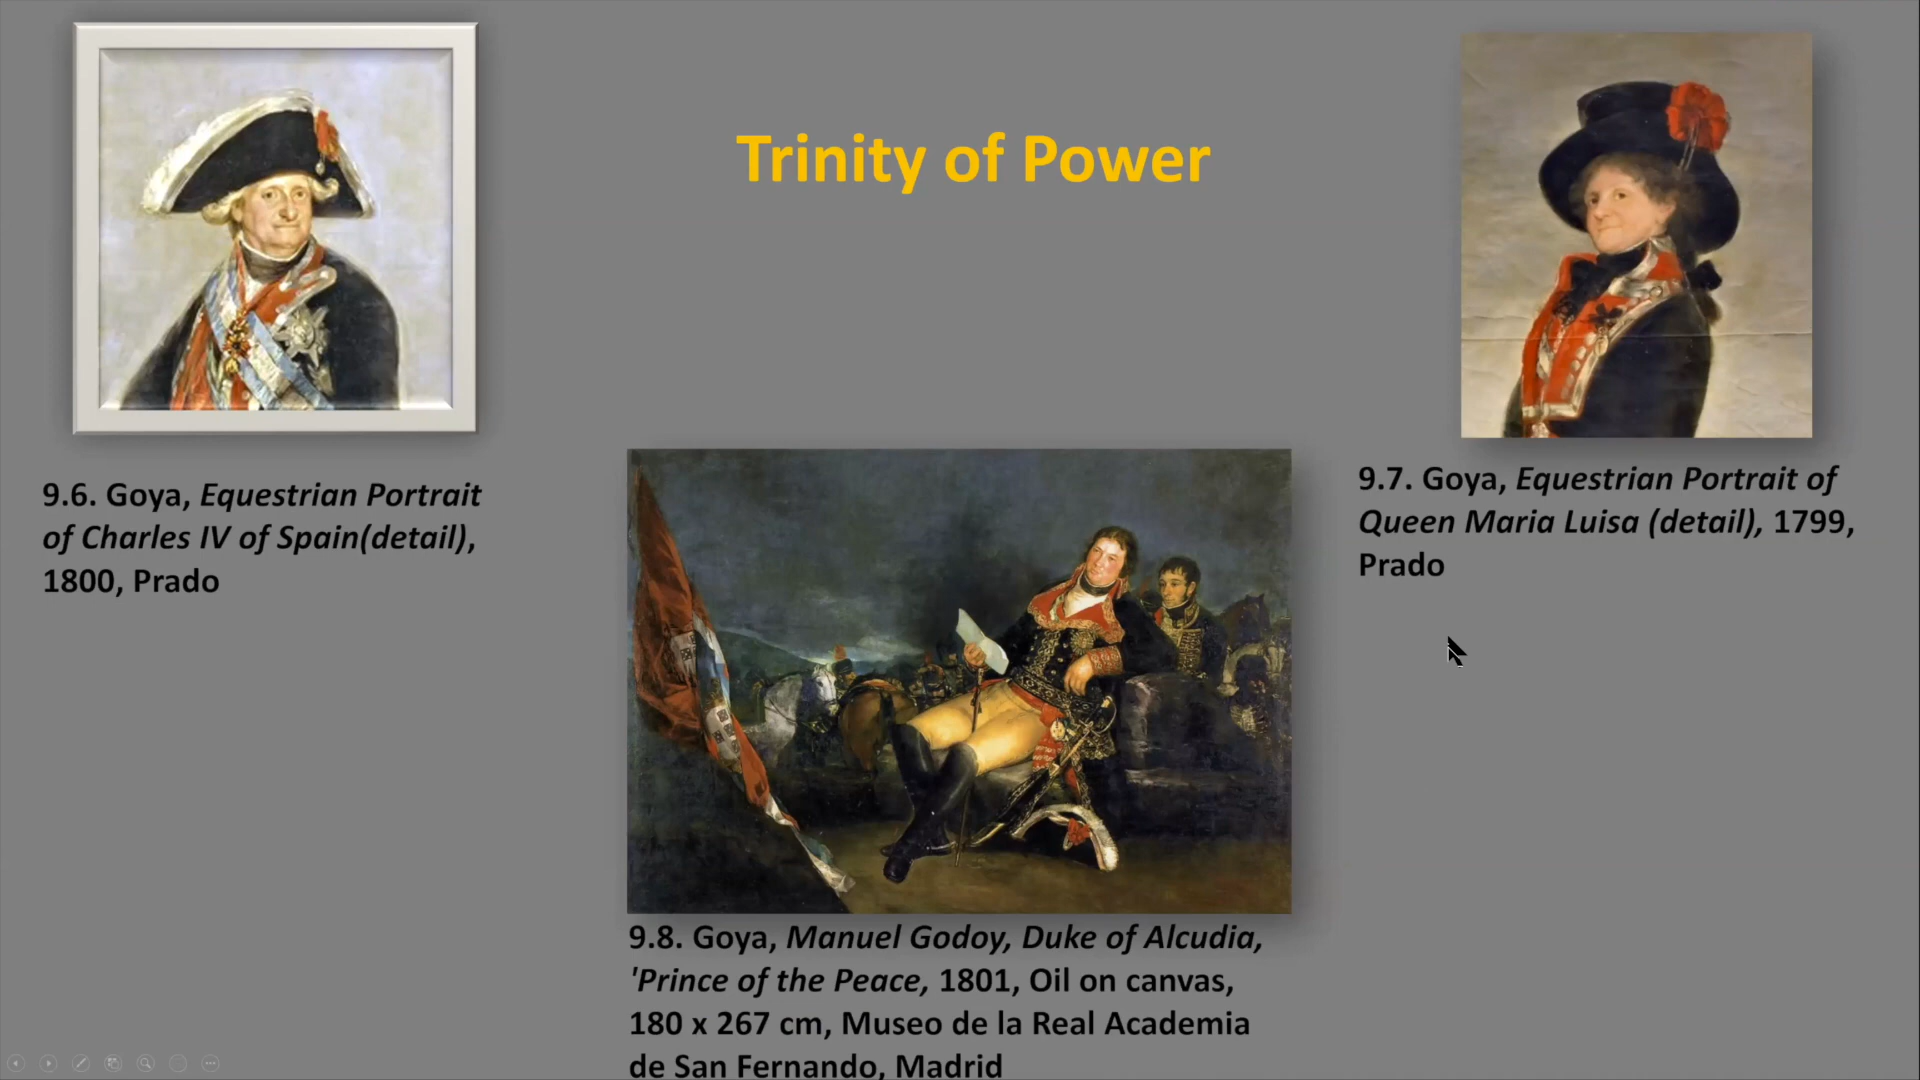 Trinity of Power
9.6. Goya, Equestrian Portrait
of Charles IV of Spain(detail),
1800, Prado
9.7. Goya, Equestrian Portrait of
Queen Maria Luisa (detail), 1799,
Prado
9.8. Goya, Manuel Godoy, Duke of Alcudia,
'Prince of the Peace, 1801, Oil on canvas,
180 x 267 cm, Museo de la Real Academia
de San Fernando, Madrid